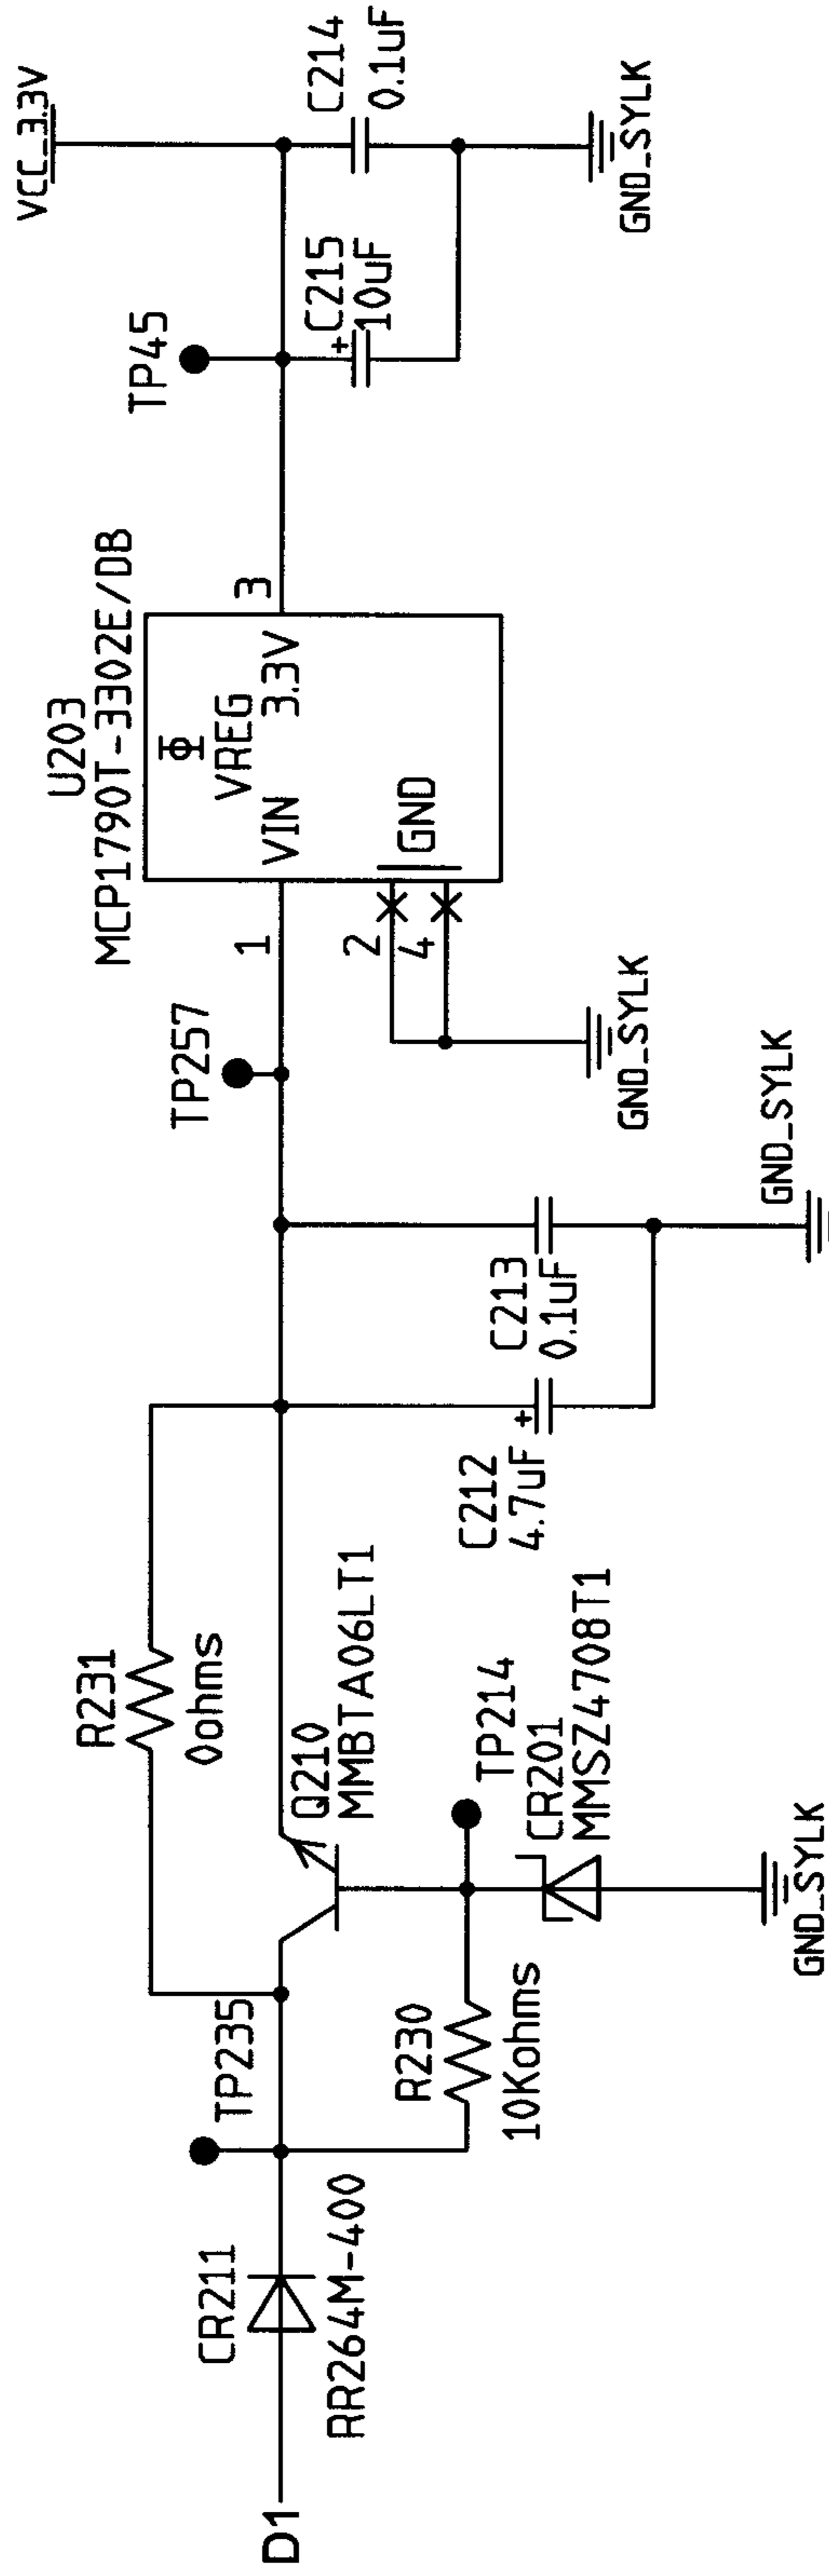 D1
CR211
RR264M-400
TP235
R230
10Kohms
R231
0ohms
Q210
MMBTA06LT1
TP214
CR201
MMSZ4708T1
GND_SYLK
C212
4.7uF
+
C213
0.1uF
GND_SYLK
TP257
U203
MCP1790T-3302E/DB
Φ
VREG
VIN
3.3V
GND
1
2
4
3
GND_SYLK
TP45
C215
10uF
+
C214
0.1uF
VCC_3.3V
GND_SYLK